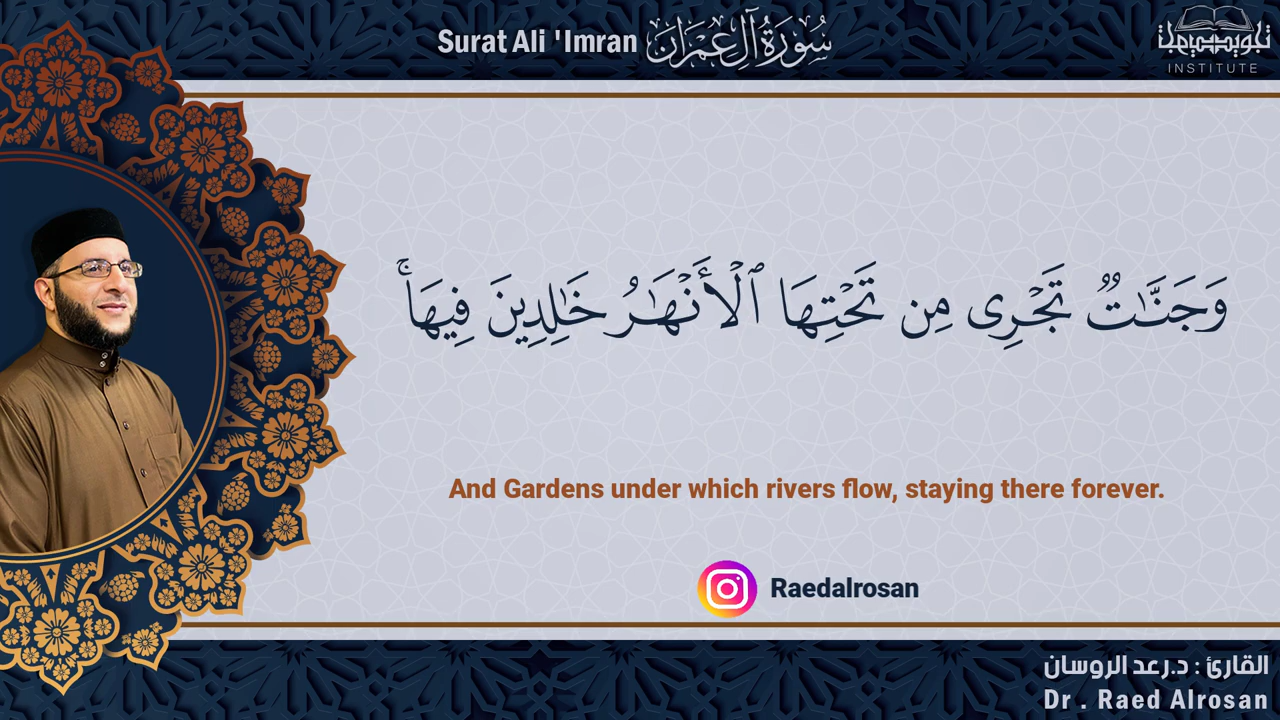 Surat Ali 'Imran سُورَةُ آلِ عِمْرَان
INSTITUTE
وَجَنَّٰتٌ تَجْرِى مِن تَحْتِهَا ٱلْأَنْهَٰرُ خَٰلِدِينَ فِيهَاۚ
And Gardens under which rivers flow, staying there forever.
Raedalrosan
القارئ : د.رعد الروسان
Dr . Raed Alrosan